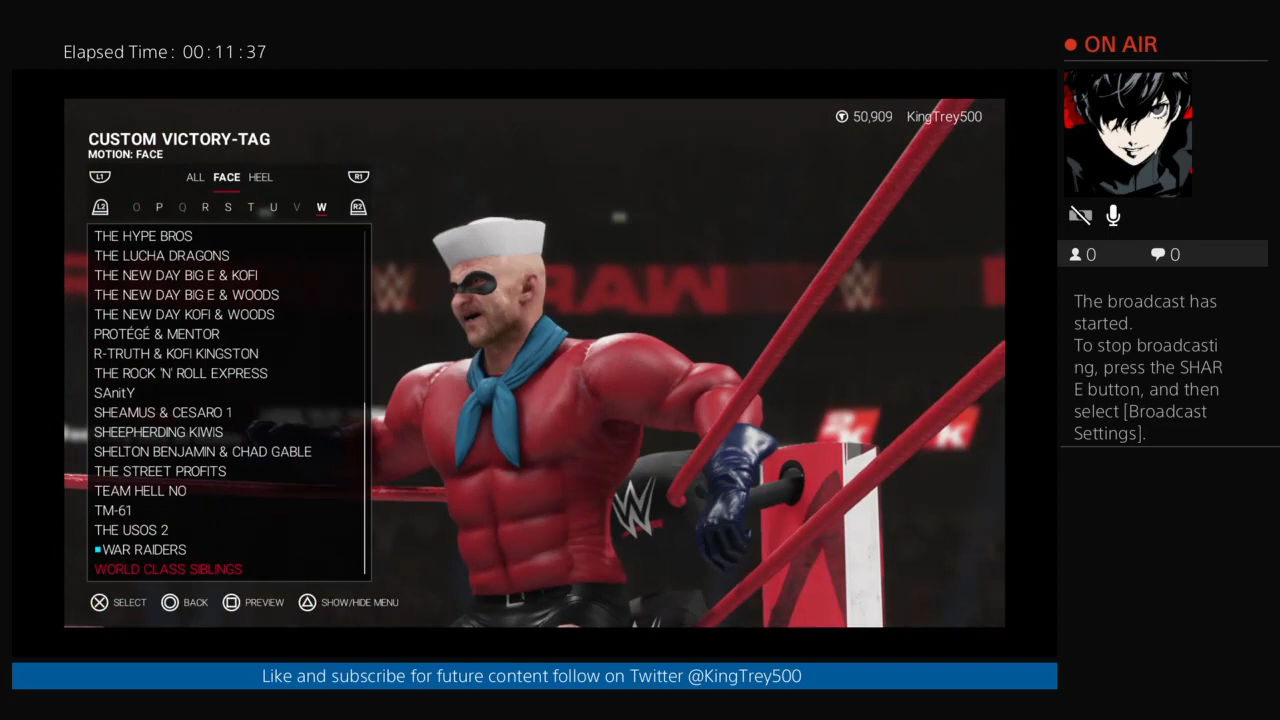 Elapsed Time: 00:11:37
ON AIR
50,909 KingTrey500
CUSTOM VICTORY-TAG
MOTION: FACE
L1 ALL FACE HEEL R1
L2 O P Q R S T U V W R2
THE HYPE BROS
THE LUCHA DRAGONS
THE NEW DAY BIG E & KOFI
THE NEW DAY BIG E & WOODS
THE NEW DAY KOFI & WOODS
PROTÉGÉ & MENTOR
R-TRUTH & KOFI KINGSTON
THE ROCK 'N' ROLL EXPRESS
SAnitY
SHEAMUS & CESARO 1
SHEEPHERDING KIWIS
SHELTON BENJAMIN & CHAD GABLE
THE STREET PROFITS
TEAM HELL NO
TM-61
THE USOS 2
WAR RAIDERS
WORLD CLASS SIBLINGS
SELECT BACK PREVIEW SHOW/HIDE MENU
RAW
2K
0 0
The broadcast has
started.
To stop broadcasti
ng, press the SHAR
E button, and then
select [Broadcast
Settings].
Like and subscribe for future content follow on Twitter @KingTrey500